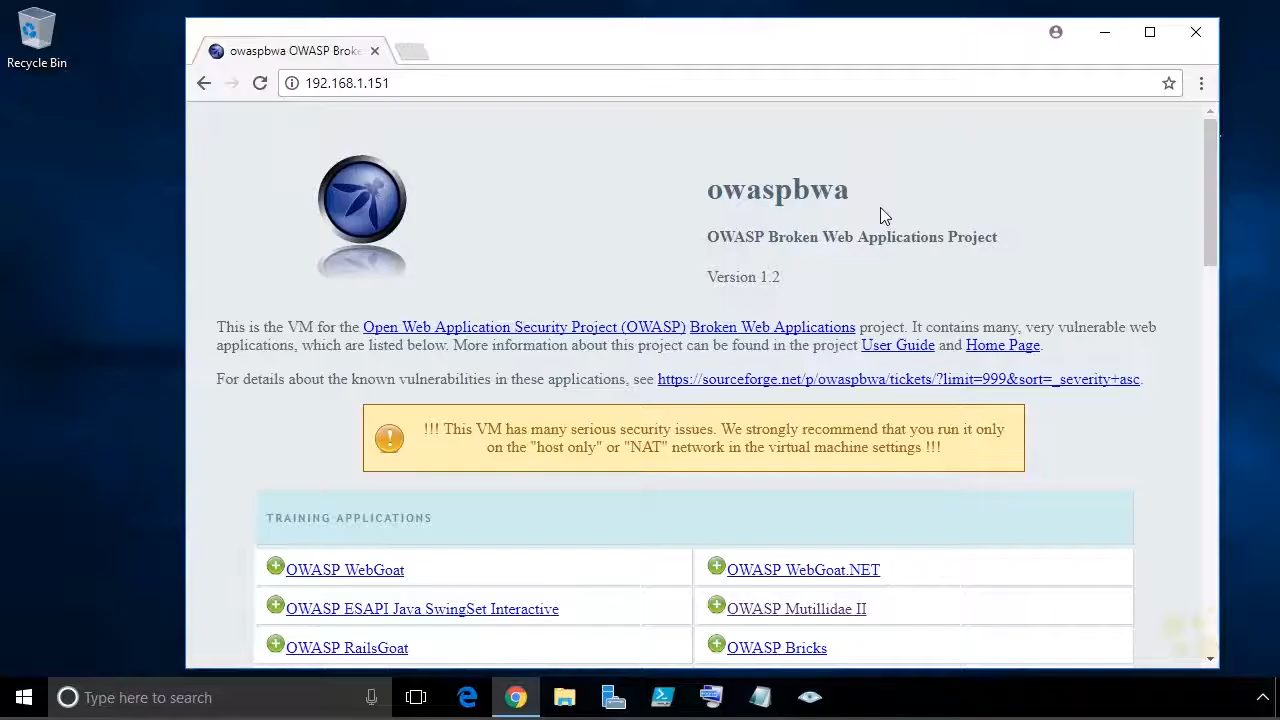 Recycle Bin
owaspbwa OWASP Broke
192.168.1.151
owaspbwa
OWASP Broken Web Applications Project
Version 1.2
This is the VM for the Open Web Application Security Project (OWASP) Broken Web Applications project. It contains many, very vulnerable web
applications, which are listed below. More information about this project can be found in the project User Guide and Home Page.
For details about the known vulnerabilities in these applications, see https://sourceforge.net/p/owaspbwa/tickets/?limit=999&sort=_severity+asc.
!!! This VM has many serious security issues. We strongly recommend that you run it only
on the "host only" or "NAT" network in the virtual machine settings !!!
TRAINING APPLICATIONS
OWASP WebGoat
OWASP WebGoat.NET
OWASP ESAPI Java SwingSet Interactive
OWASP Mutillidae II
OWASP RailsGoat
OWASP Bricks
Type here to search